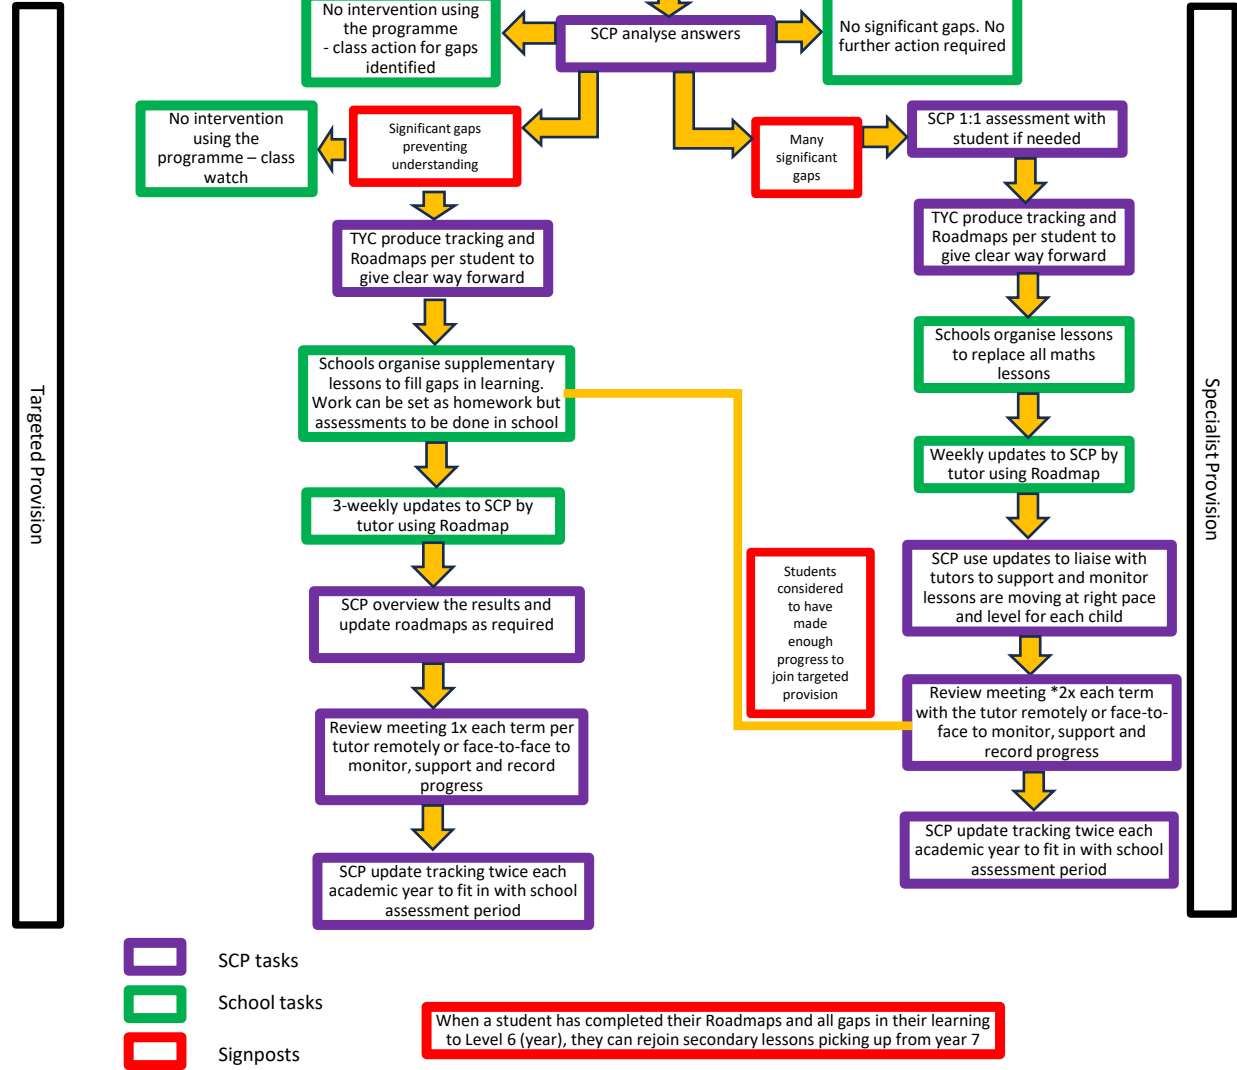 No intervention using
the programme
- class action for gaps
identified
SCP analyse answers
No significant gaps. No
further action required
No intervention
using the
programme – class
watch
Significant gaps
preventing
understanding
Many
significant
gaps
SCP 1:1 assessment with
student if needed
TYC produce tracking and
Roadmaps per student to
give clear way forward
TYC produce tracking and
Roadmaps per student to
give clear way forward
Schools organise supplementary
lessons to fill gaps in learning.
Work can be set as homework but
assessments to be done in school
Schools organise lessons
to replace all maths
lessons
3-weekly updates to SCP by
tutor using Roadmap
Weekly updates to SCP by
tutor using Roadmap
SCP overview the results and
update roadmaps as required
Students
considered
to have
made
enough
progress to
join targeted
provision
SCP use updates to liaise with
tutors to support and monitor
lessons are moving at right pace
and level for each child
Review meeting 1x each term per
tutor remotely or face-to-face to
monitor, support and record
progress
Review meeting *2x each term
with the tutor remotely or face-to-
face to monitor, support and
record progress
SCP update tracking twice each
academic year to fit in with school
assessment period
SCP update tracking twice each
academic year to fit in with school
assessment period
Targeted Provision
Specialist Provision
SCP tasks
School tasks
Signposts
When a student has completed their Roadmaps and all gaps in their learning
to Level 6 (year), they can rejoin secondary lessons picking up from year 7